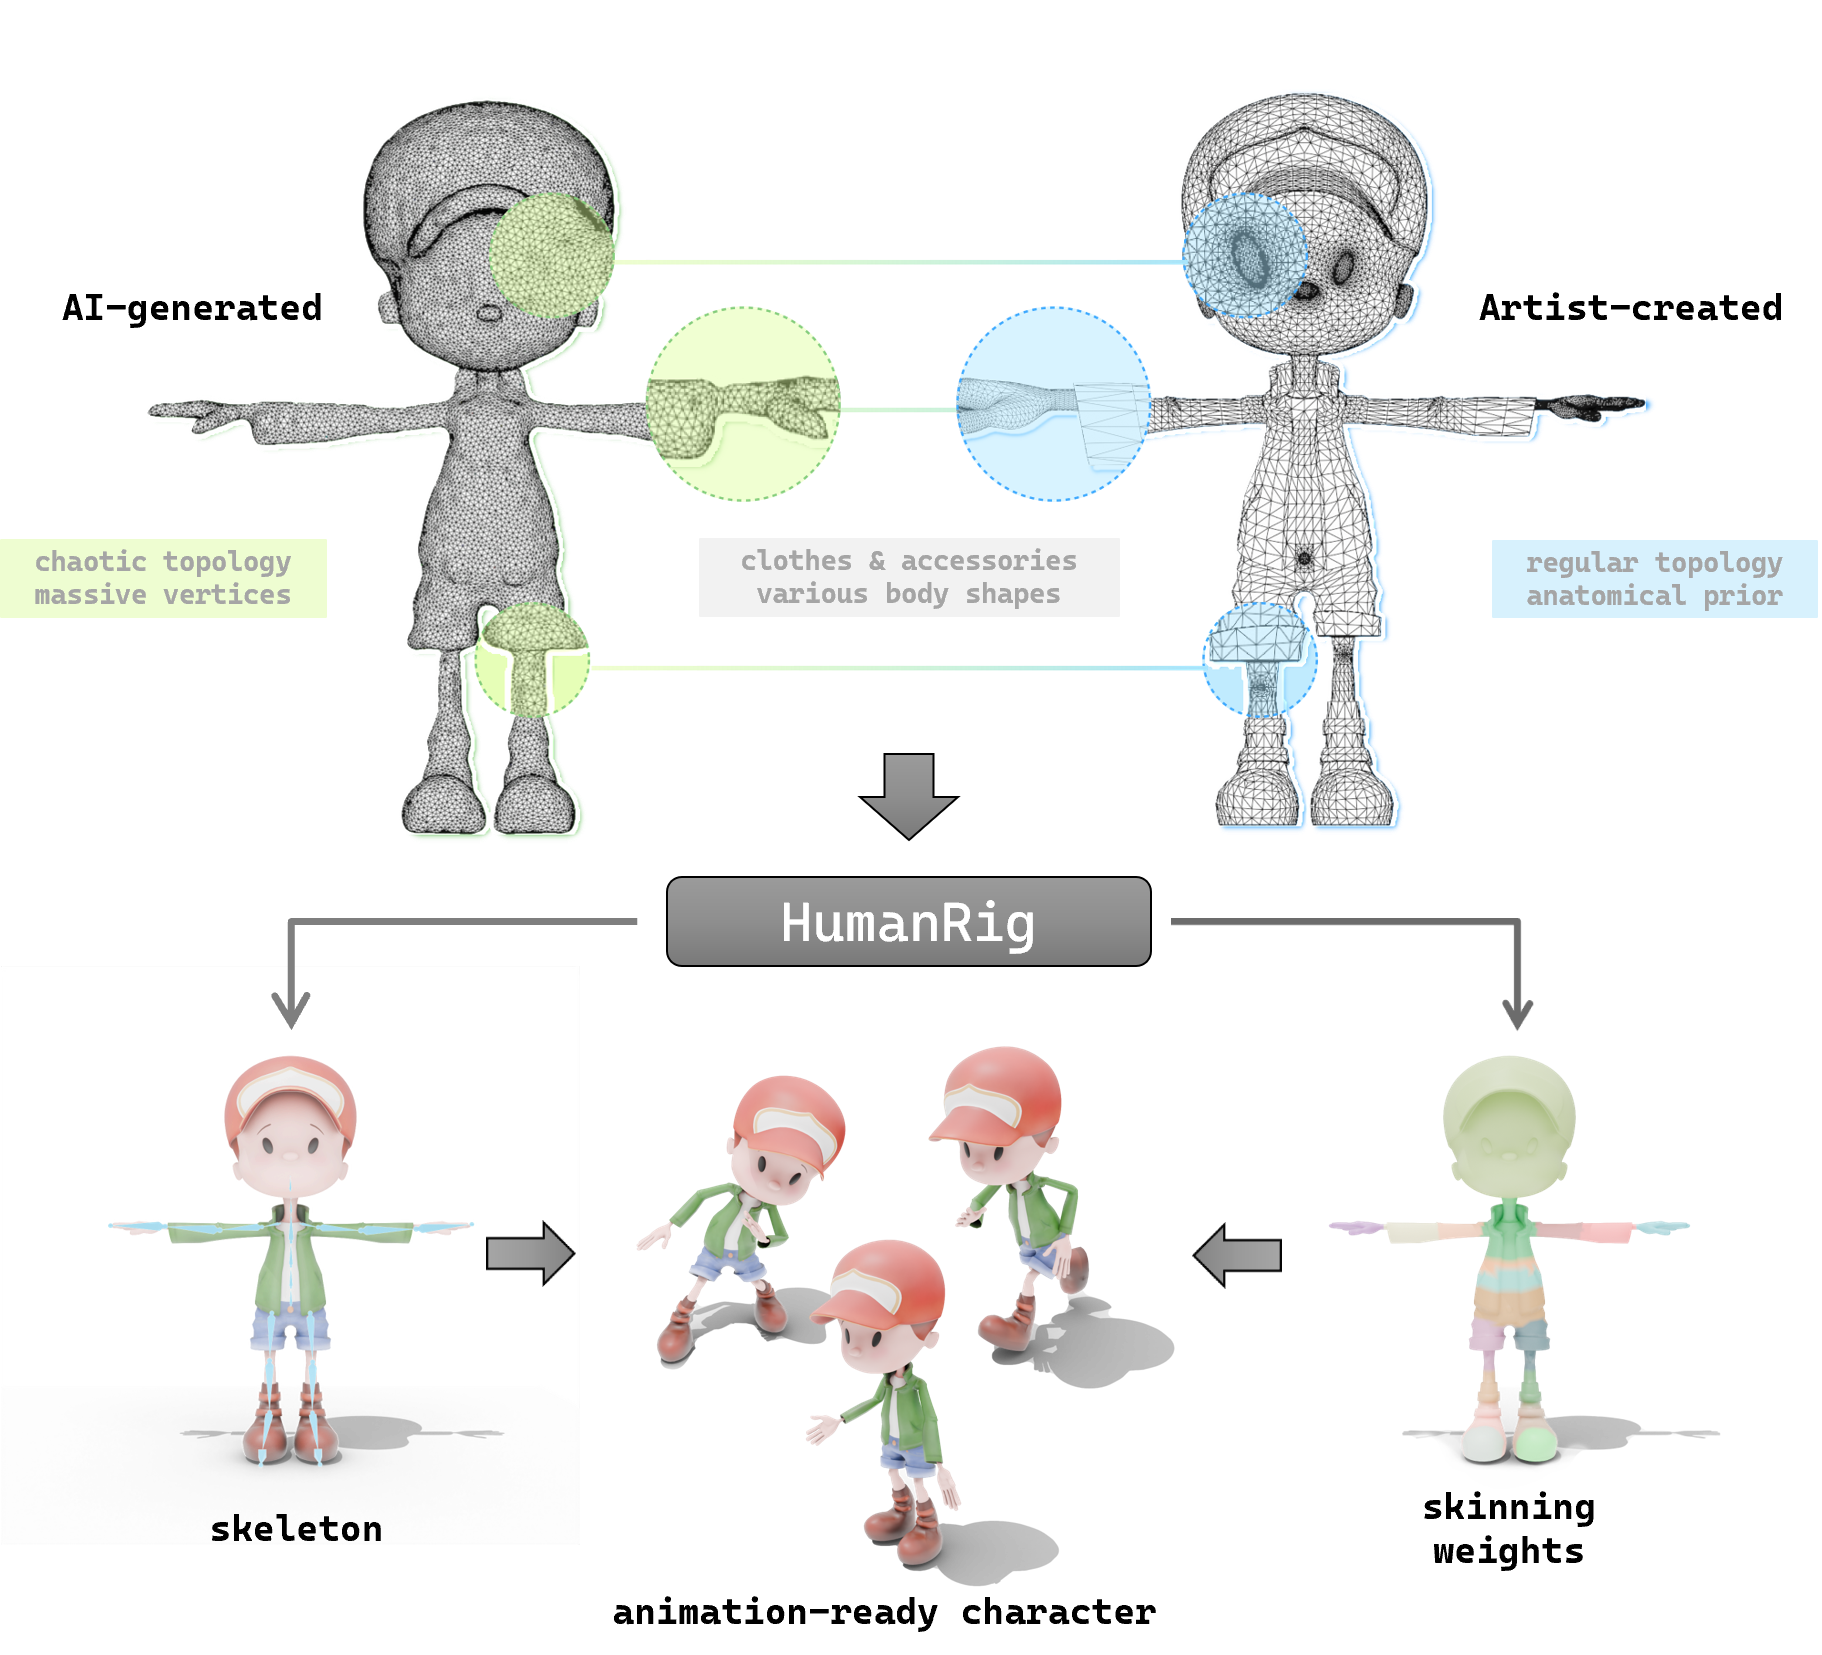 AI-generated
Artist-created
chaotic topology
massive vertices
clothes & accessories
various body shapes
regular topology
anatomical prior
HumanRig
skeleton
skinning
weights
animation-ready character